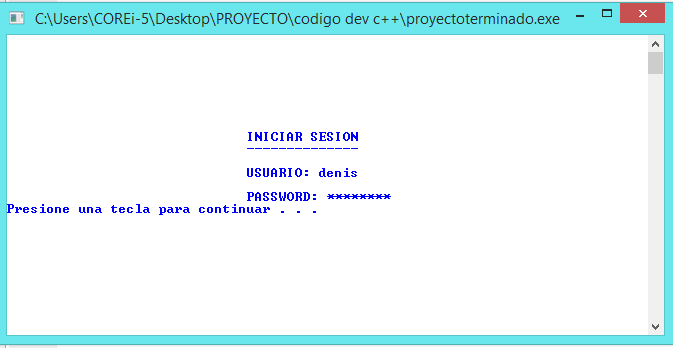 C:\Users\COREi-5\Desktop\PROYECTO\codigo dev c++\proyectoterminado.exe
INICIAR SESION
--------------
USUARIO: denis
PASSWORD: ********
Presione una tecla para continuar . . .